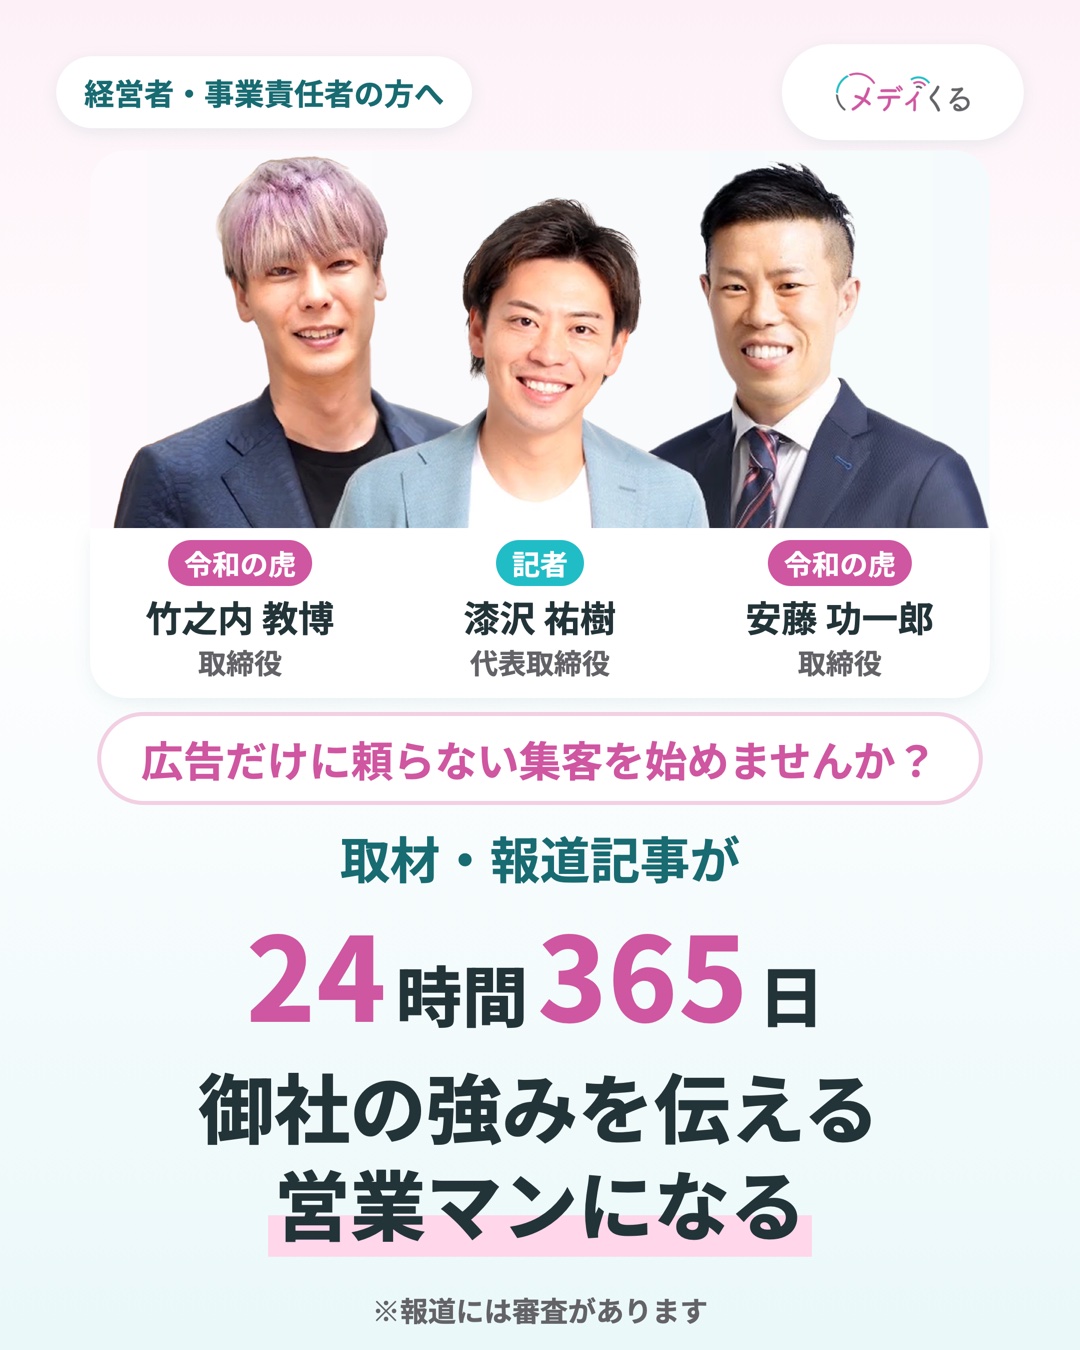 経営者・事業責任者の方へ
メディくる
令和の虎
竹之内 教博
取締役
記者
漆沢 祐樹
代表取締役
令和の虎
安藤 功一郎
取締役
広告だけに頼らない集客を始めませんか？
取材・報道記事が
24時間365日
御社の強みを伝える
営業マンになる
※報道には審査があります